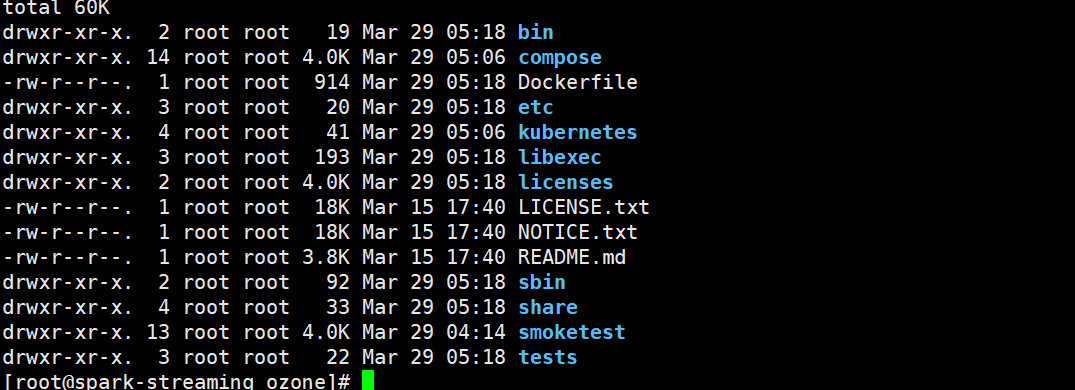 total 60K
drwxr-xr-x.  2 root root   19 Mar 29 05:18 bin
drwxr-xr-x. 14 root root 4.0K Mar 29 05:06 compose
-rw-r--r--.  1 root root  914 Mar 29 05:18 Dockerfile
drwxr-xr-x.  3 root root   20 Mar 29 05:18 etc
drwxr-xr-x.  4 root root   41 Mar 29 05:06 kubernetes
drwxr-xr-x.  3 root root  193 Mar 29 05:18 libexec
drwxr-xr-x.  2 root root 4.0K Mar 29 05:18 licenses
-rw-r--r--.  1 root root  18K Mar 15 17:40 LICENSE.txt
-rw-r--r--.  1 root root  18K Mar 15 17:40 NOTICE.txt
-rw-r--r--.  1 root root 3.8K Mar 15 17:40 README.md
drwxr-xr-x.  2 root root   92 Mar 29 05:18 sbin
drwxr-xr-x.  4 root root   33 Mar 29 05:18 share
drwxr-xr-x. 13 root root 4.0K Mar 29 04:14 smoketest
drwxr-xr-x.  3 root root   22 Mar 29 05:18 tests
[root@spark-streaming ozone]#